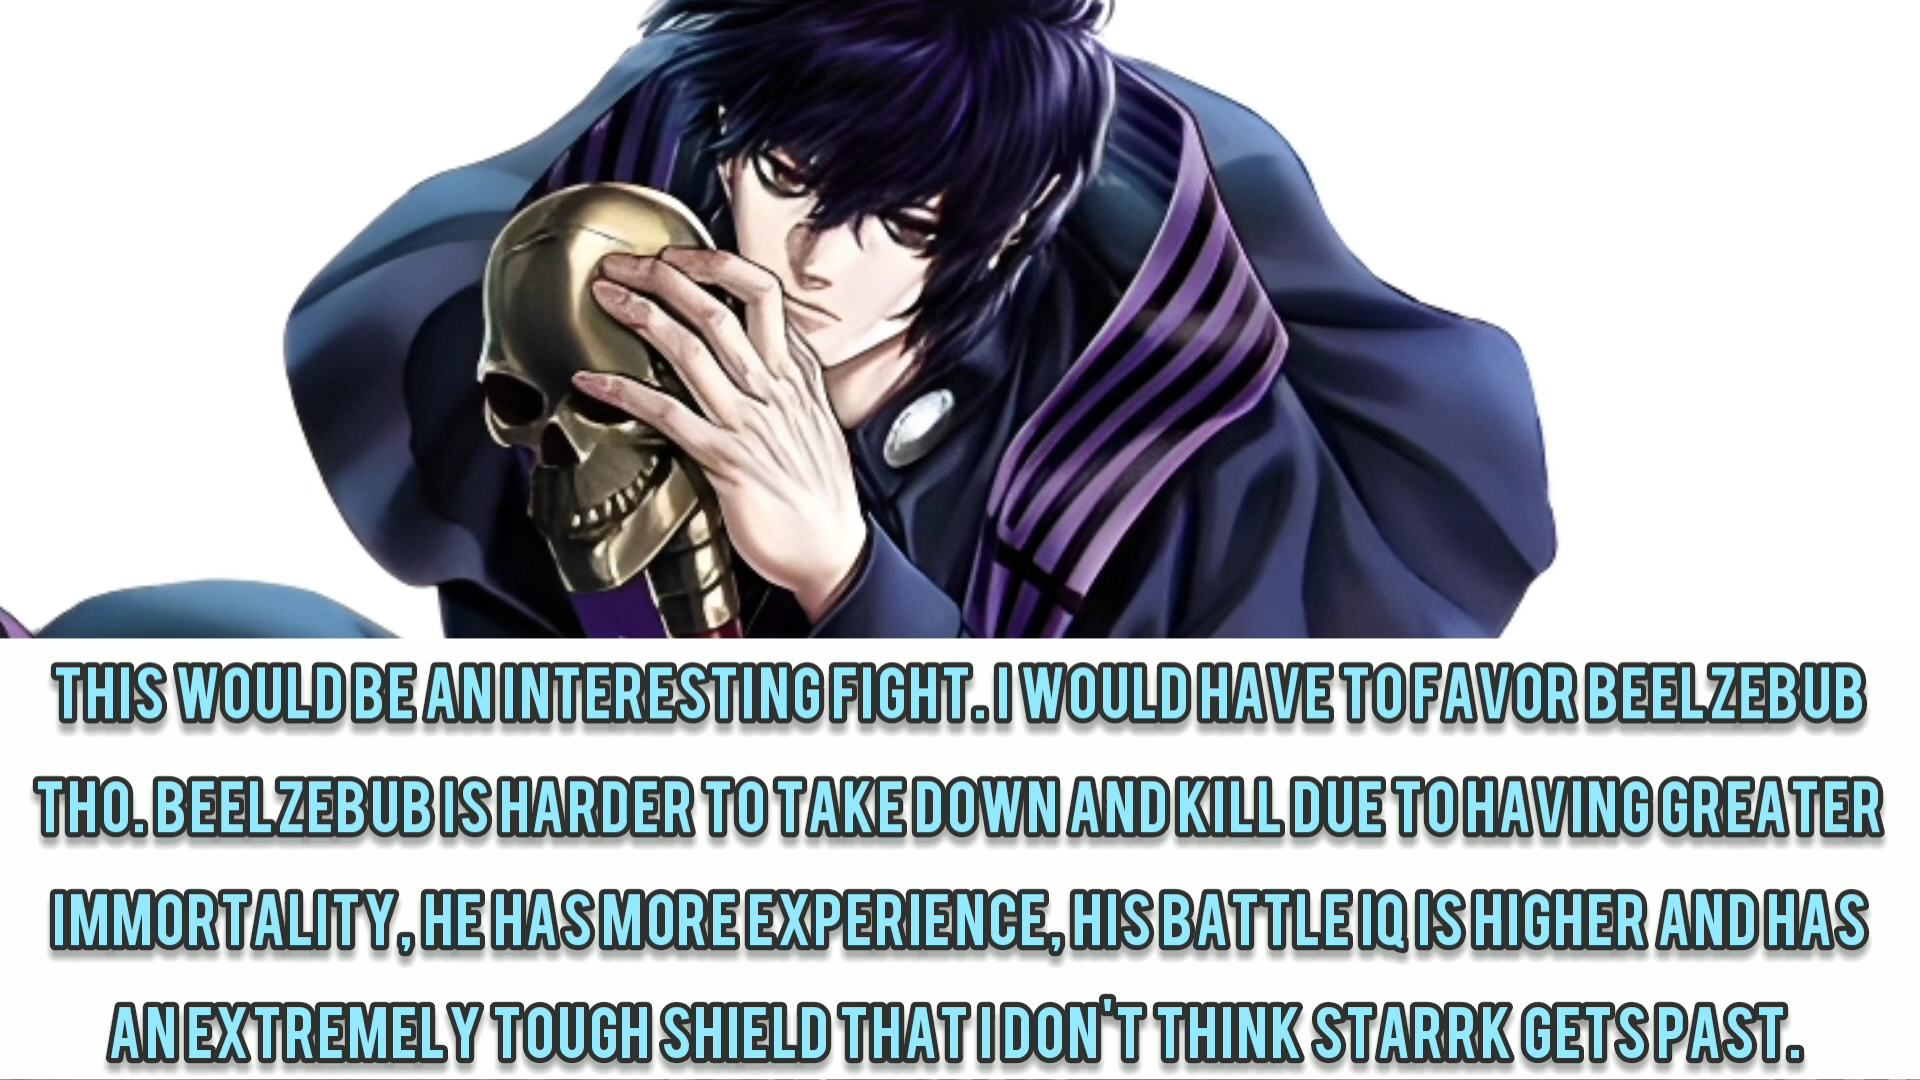 THIS WOULD BE AN INTERESTING FIGHT. I WOULD HAVE TO FAVOR BEELZEBUB
THO. BEELZEBUB IS HARDER TO TAKE DOWN AND KILL DUE TO HAVING GREATER
IMMORTALITY, HE HAS MORE EXPERIENCE, HIS BATTLE IQ IS HIGHER AND HAS
AN EXTREMELY TOUGH SHIELD THAT I DON'T THINK STARRK GETS PAST.